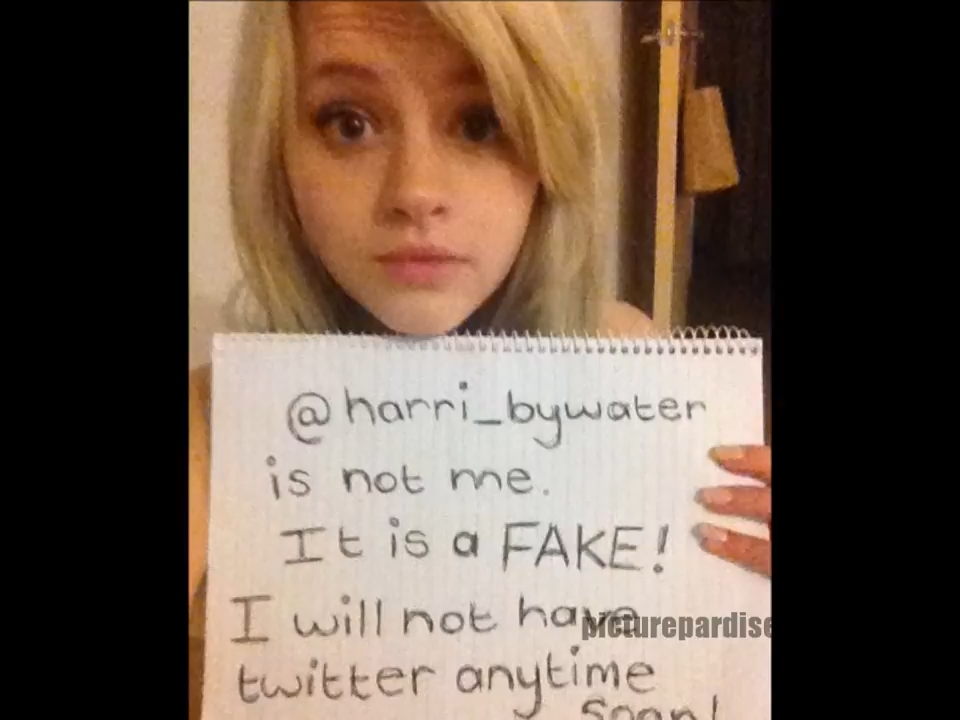 @harri_bywater
is not me.
It is a FAKE!
I will not have
picturepardise
twitter anytime
soon!